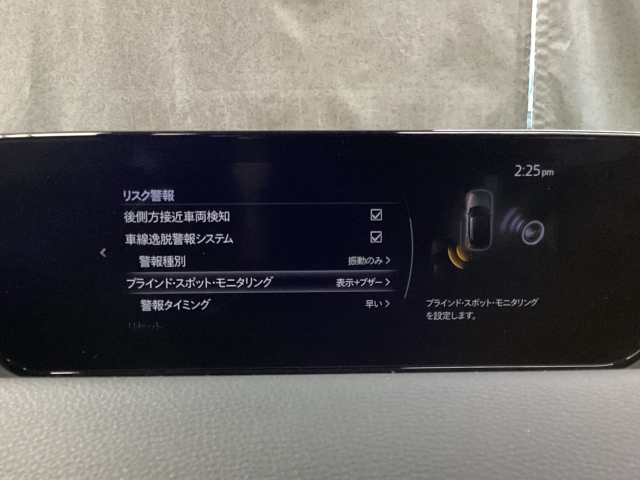 2:25pm
リスク警報
後側方接近車両検知
車線逸脱警報システム
警報種別 振動のみ
ブラインド・スポット・モニタリング 表示+ブザー
警報タイミング 早い
リセット
ブラインド・スポット・モニタリング
を設定します。